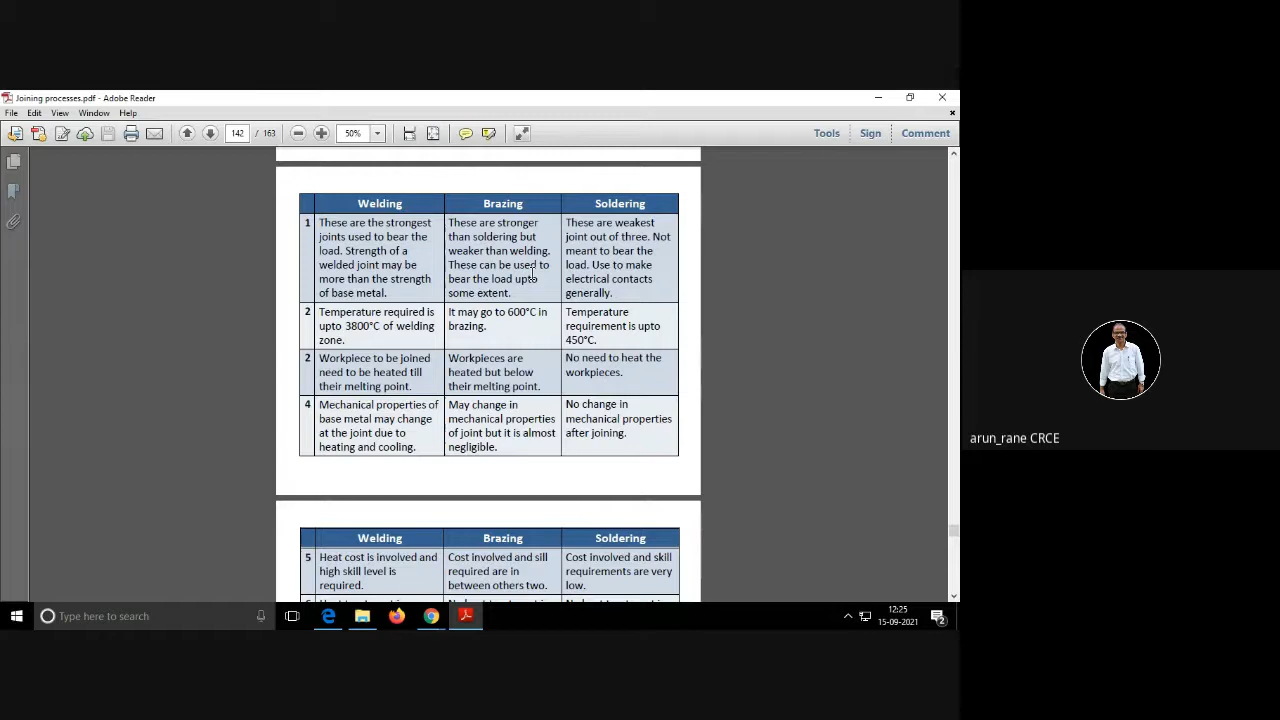 Joining processes.pdf - Adobe Reader
File Edit View Window Help
142 / 163 50% Tools Sign Comment
Welding Brazing Soldering
1 These are the strongest
joints used to bear the
load. Strength of a
welded joint may be
more than the strength
of base metal.
These are stronger
than soldering but
weaker than welding.
These can be used to
bear the load upto
some extent.
These are weakest
joint out of three. Not
meant to bear the
load. Use to make
electrical contacts
generally.
2 Temperature required is
upto 3800°C of welding
zone.
It may go to 600°C in
brazing.
Temperature
requirement is upto
450°C.
2 Workpiece to be joined
need to be heated till
their melting point.
Workpieces are
heated but below
their melting point.
No need to heat the
workpieces.
4 Mechanical properties of
base metal may change
at the joint due to
heating and cooling.
May change in
mechanical properties
of joint but it is almost
negligible.
No change in
mechanical properties
after joining.
Welding Brazing Soldering
5 Heat cost is involved and
high skill level is
required.
Cost involved and sill
required are in
between others two.
Cost involved and skill
requirements are very
low.
Type here to search
12:25
15-09-2021
2
arun_rane CRCE